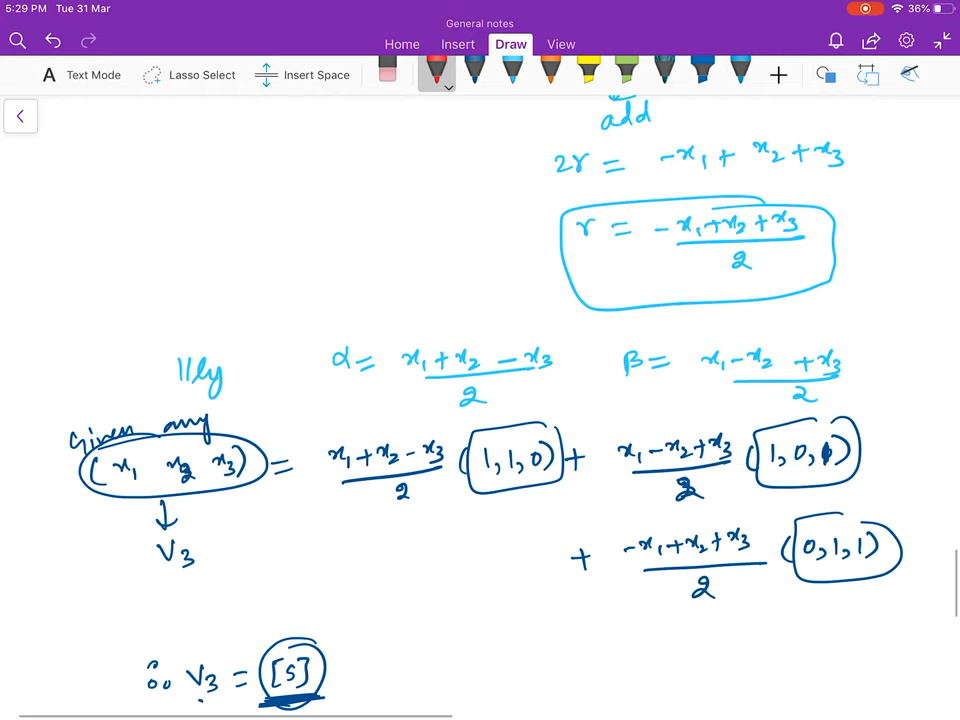 5:29 PM Tue 31 Mar
36%
General notes
Home Insert Draw View
A Text Mode Lasso Select Insert Space
add
2r = -x₁ + x₂ + x₃
r = -x₁ + x₂ + x₃ / 2
llly α = x₁ + x₂ - x₃ / 2 β = x₁ - x₂ + x₃ / 2
Given any
(x₁ x₂ x₃) = x₁ + x₂ - x₃ / 2 (1, 1, 0) + x₁ - x₂ + x₃ / 2 (1, 0, 1)
↓
V₃
+ -x₁ + x₂ + x₃ / 2 (0, 1, 1)
∴ V₃ = [S]